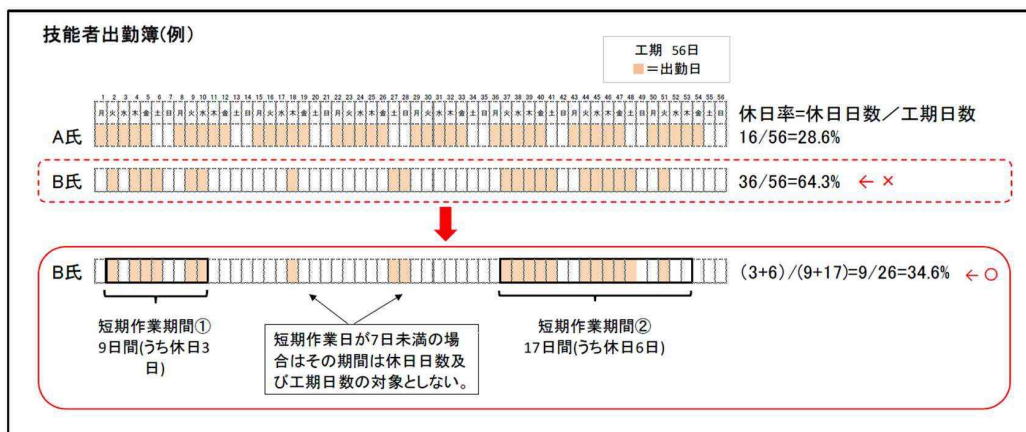 技能者出勤簿(例)
工期 56日
=出勤日
1 2 3 4 5 6 7 8 9 10 11 12 13 14 15 16 17 18 19 20 21 22 23 24 25 26 27 28 29 30 31 32 33 34 35 36 37 38 39 40 41 42 43 44 45 46 47 48 49 50 51 52 53 54 55 56
月 火 水 木 金 土 日 月 火 水 木 金 土 日 月 火 水 木 金 土 日 月 火 水 木 金 土 日 月 火 水 木 金 土 日 月 火 水 木 金 土 日 月 火 水 木 金 土 日 月 火 水 木 金 土 日
休日率=休日日数/工期日数
A氏
16/56=28.6%
B氏
36/56=64.3% ←×
B氏
(3+6)/(9+17)=9/26=34.6% ←○
短期作業期間①
9日間(うち休日3
日)
短期作業日が7日未満の場
合はその期間は休日日数及
び工期日数の対象としない。
短期作業期間②
17日間(うち休日6日)